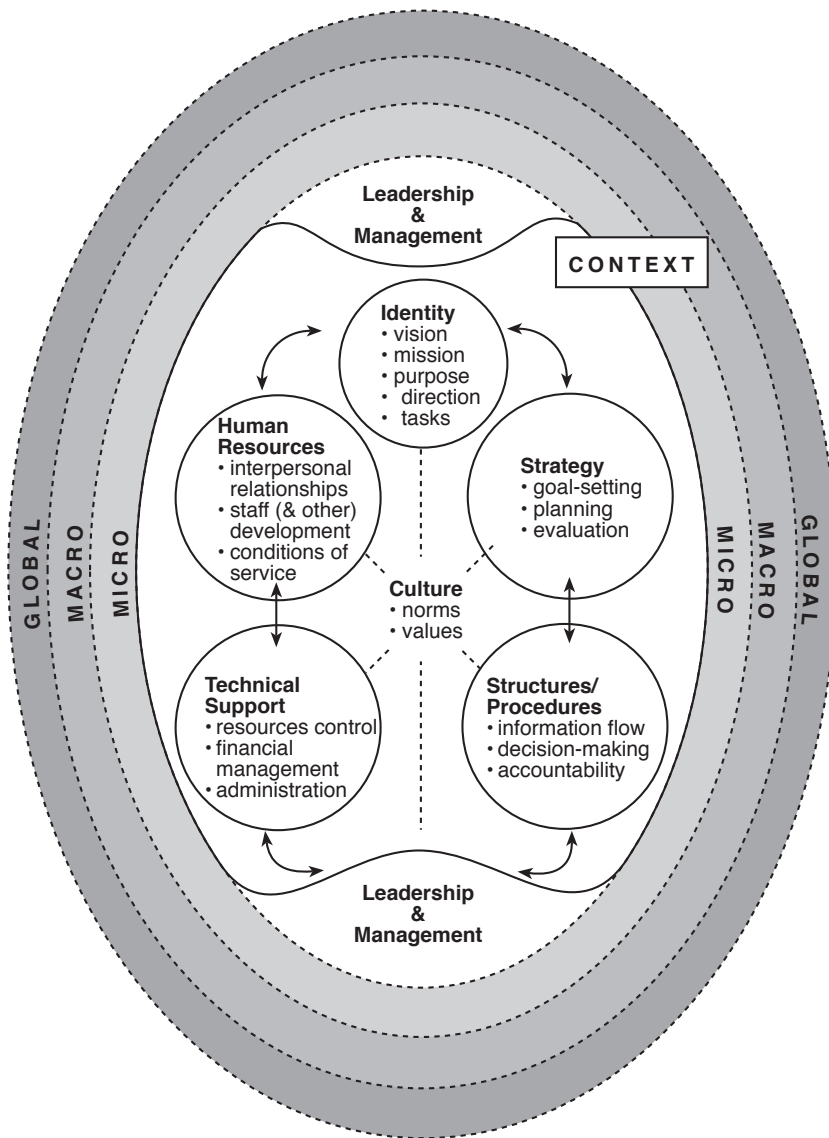 Leadership
&
Management
CONTEXT
Identity
• vision
• mission
• purpose
• direction
• tasks
Human
Resources
• interpersonal
relationships
• staff (& other)
development
• conditions of
service
Strategy
• goal-setting
• planning
• evaluation
GLOBAL
MACRO
MICRO
MICRO
MACRO
GLOBAL
Culture
• norms
• values
Technical
Support
• resources control
• financial
management
• administration
Structures/
Procedures
• information flow
• decision-making
• accountability
Leadership
&
Management